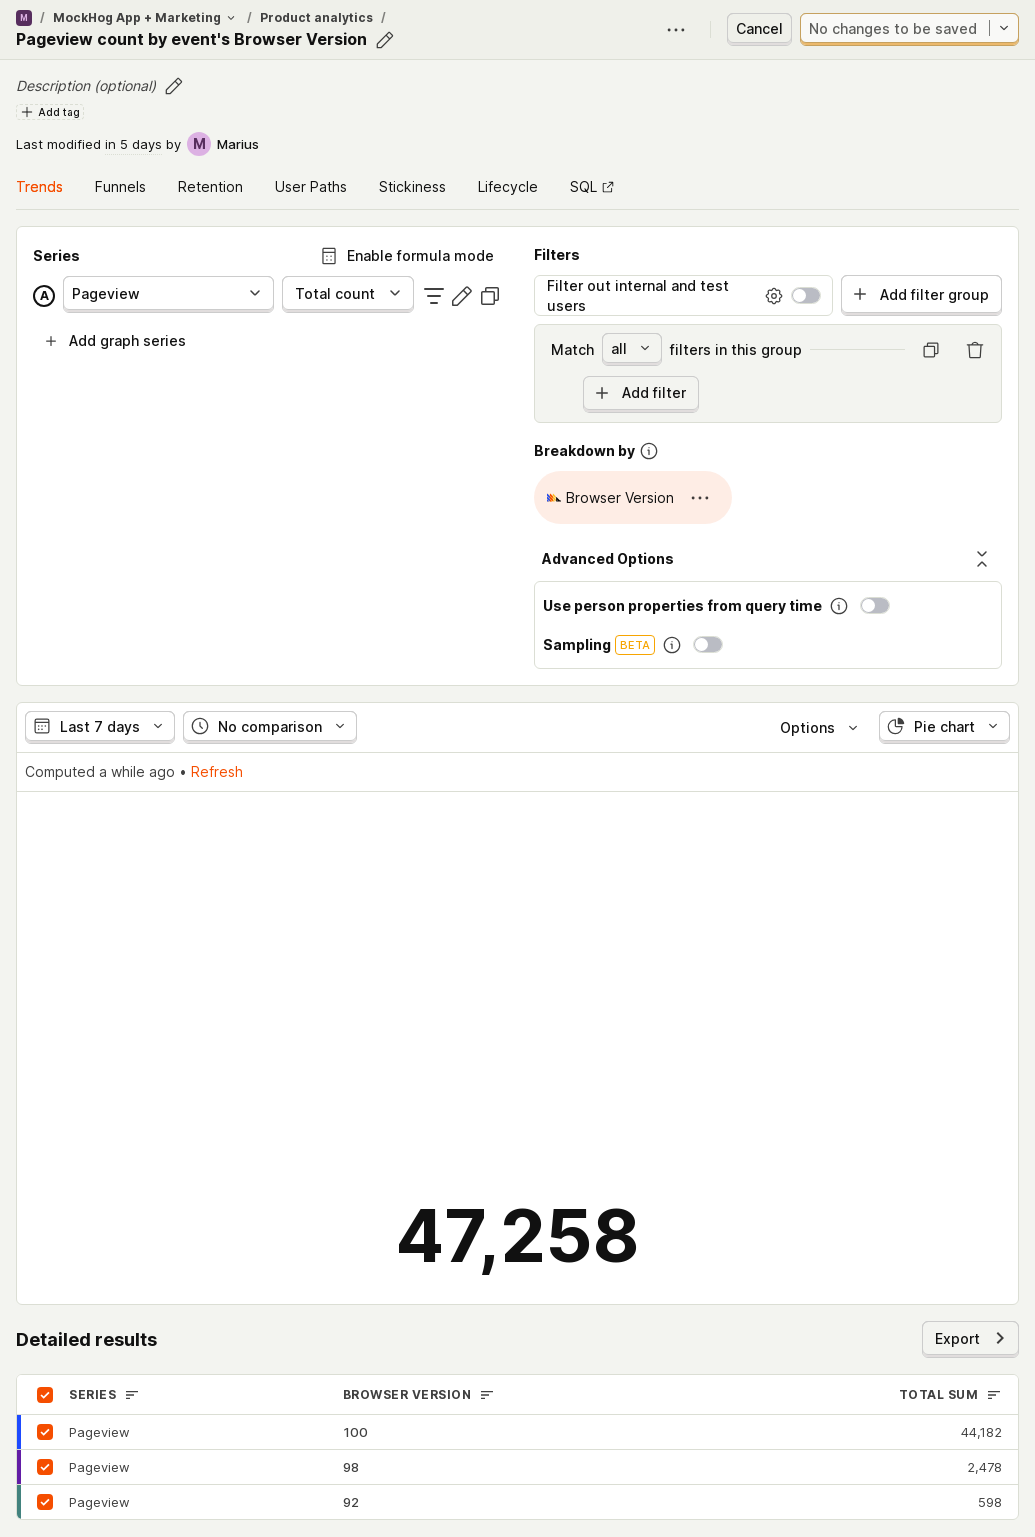 M / MockHog App + Marketing / Product analytics /
Pageview count by event's Browser Version
Cancel
No changes to be saved
Description (optional)
Add tag
Last modified in 5 days by M Marius
Trends Funnels Retention User Paths Stickiness Lifecycle SQL
Series
Enable formula mode
A Pageview Total count
Add graph series
Filters
Filter out internal and test
users
Add filter group
Match all filters in this group
Add filter
Breakdown by
Browser Version
Advanced Options
Use person properties from query time
Sampling BETA
Last 7 days No comparison Options Pie chart
Computed a while ago • Refresh
47,258
Detailed results
Export
SERIES BROWSER VERSION TOTAL SUM
Pageview 100 44,182
Pageview 98 2,478
Pageview 92 598